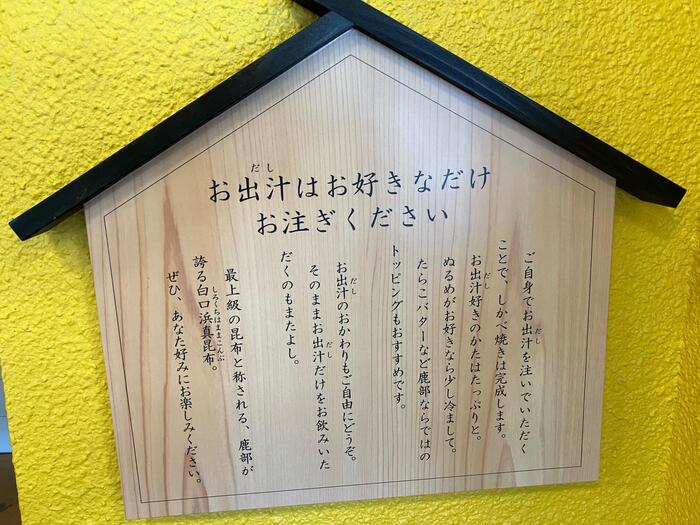 お出汁はお好きなだけ
お注ぎください
ご自身でお出汁を注いでいただく
ことで、しかべ焼きは完成します。
お出汁好きのかたはたっぷりと。
ぬるめがお好きなら少し冷まして。
たらこバターなど鹿部ならではの
トッピングもおすすめです。
お出汁のおかわりもご自由にどうぞ。
そのままお出汁だけをお飲みいた
だくのもまたよし。
最上級の昆布と称される、鹿部が
誇る白口浜真昆布。
ぜひ、あなた好みにお楽しみください。